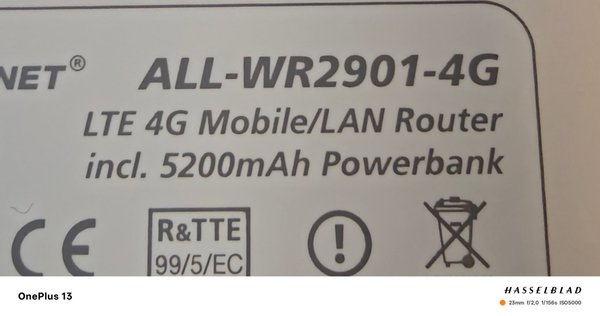 NET® ALL-WR2901-4G
LTE 4G Mobile/LAN Router
incl. 5200mAh Powerbank
CE
R&TTE
99/5/EC
!
OnePlus 13
HASSELBLAD
23mm f/2.0 1/156s ISO5000